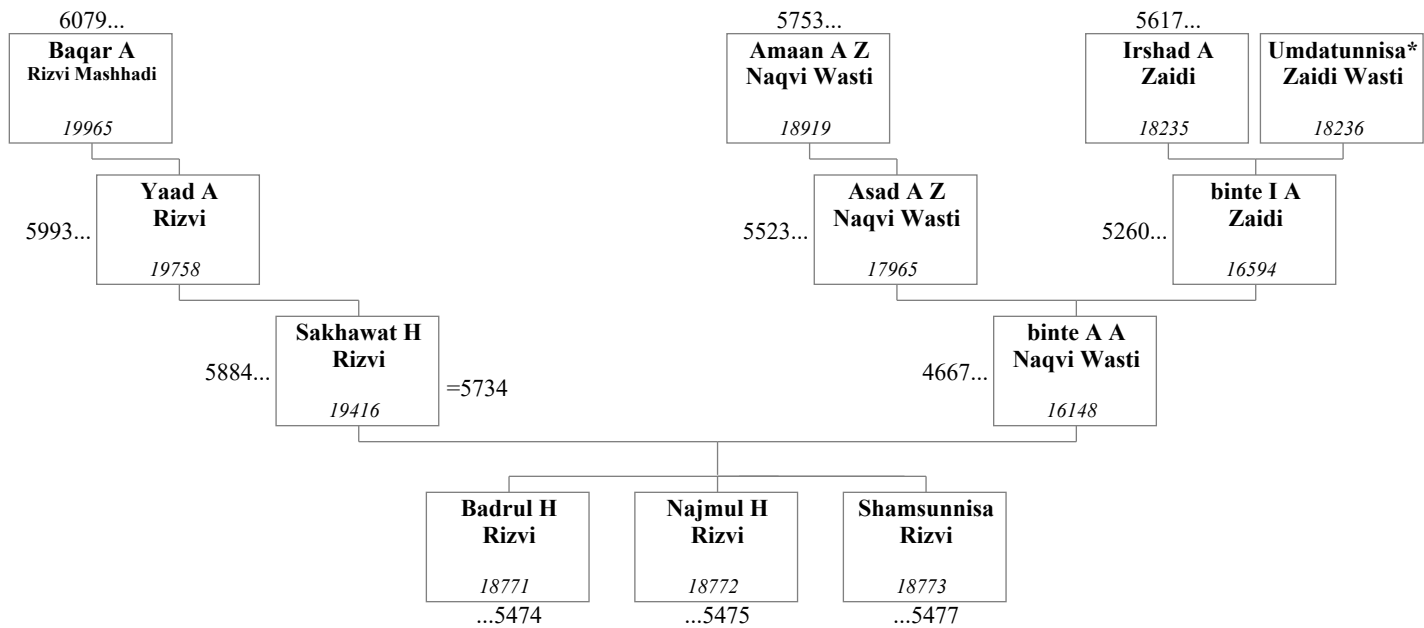 6079...
5753...
5617...
Baqar A
Rizvi Mashhadi
19965
Amaan A Z
Naqvi Wasti
18919
Irshad A
Zaidi
18235
Umdatunnisa*
Zaidi Wasti
18236
5993...
Yaad A
Rizvi
19758
5523...
Asad A Z
Naqvi Wasti
17965
5260...
binte I A
Zaidi
16594
5884...
Sakhawat H
Rizvi
19416
=5734
4667...
binte A A
Naqvi Wasti
16148
Badrul H
Rizvi
18771
...5474
Najmul H
Rizvi
18772
...5475
Shamsunnisa
Rizvi
18773
...5477